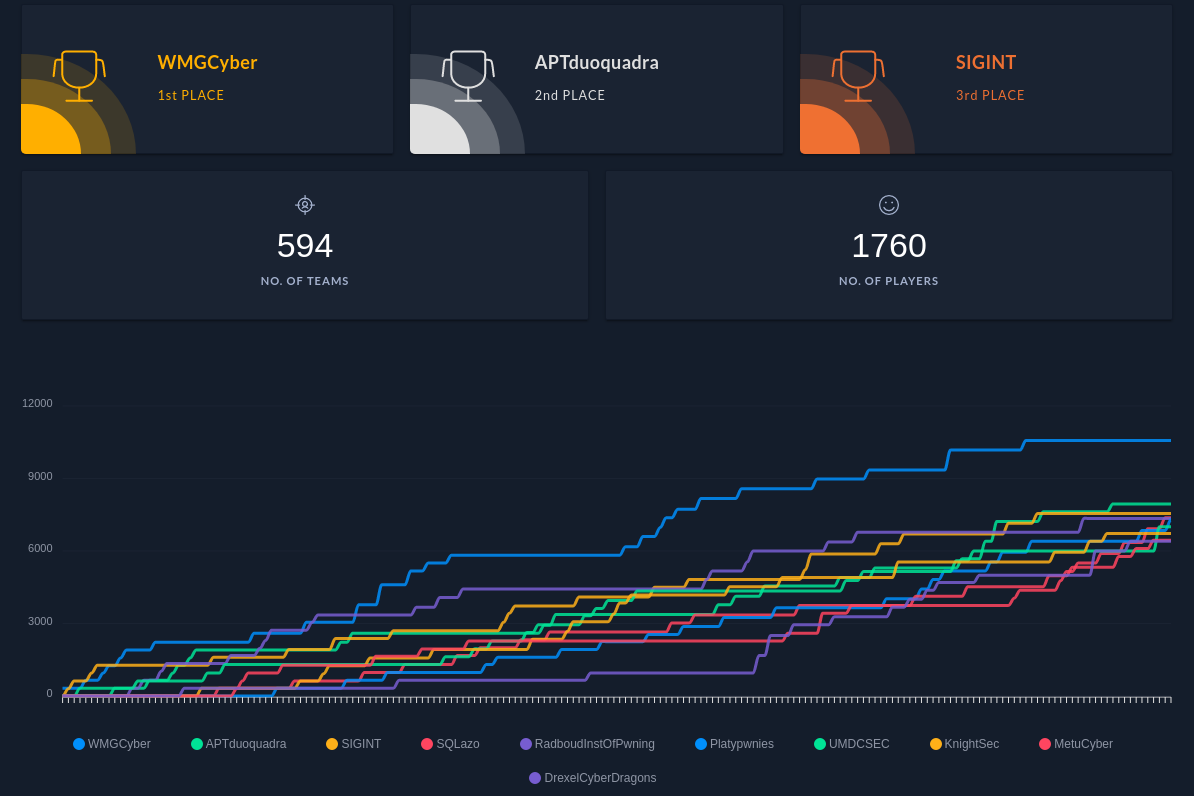 WMGCyber
1st PLACE
APTduoquadra
2nd PLACE
SIGINT
3rd PLACE
594
NO. OF TEAMS
1760
NO. OF PLAYERS
12000
9000
6000
3000
0
WMGCyber APTduoquadra SIGINT SQLazo RadboudInstOfPwning Platypwnies UMDCSEC KnightSec MetuCyber
DrexelCyberDragons